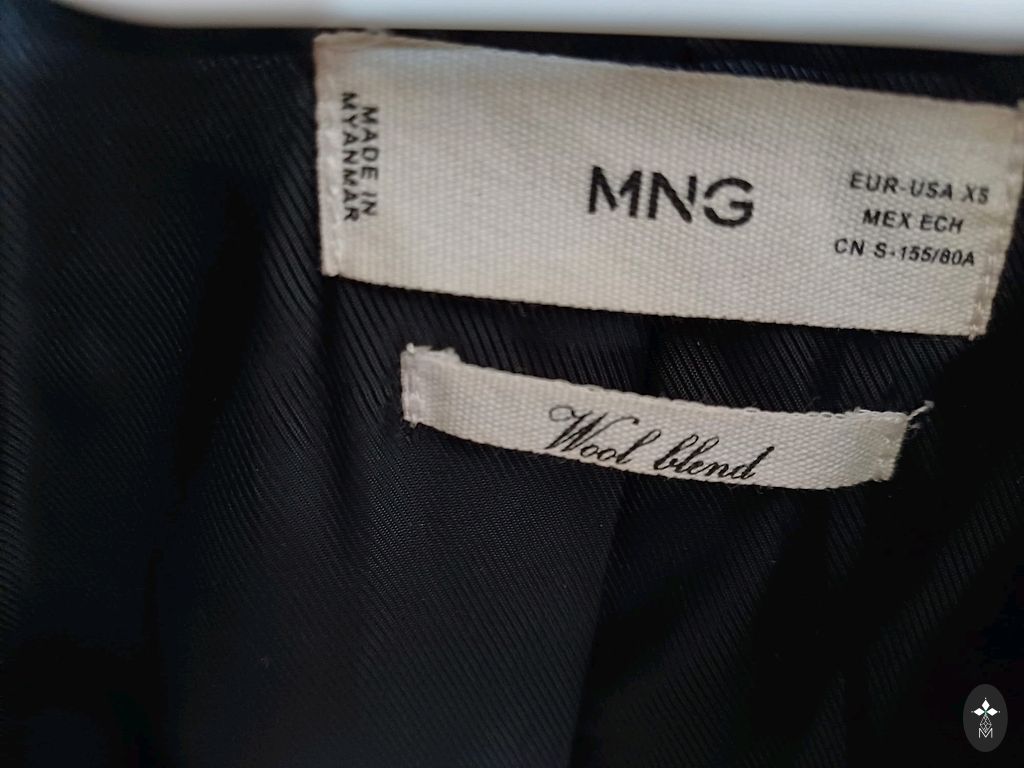 MADE IN
MYANMAR
MNG
EUR-USA XS
MEX ECH
CN S-155/80A
Wool blend
M